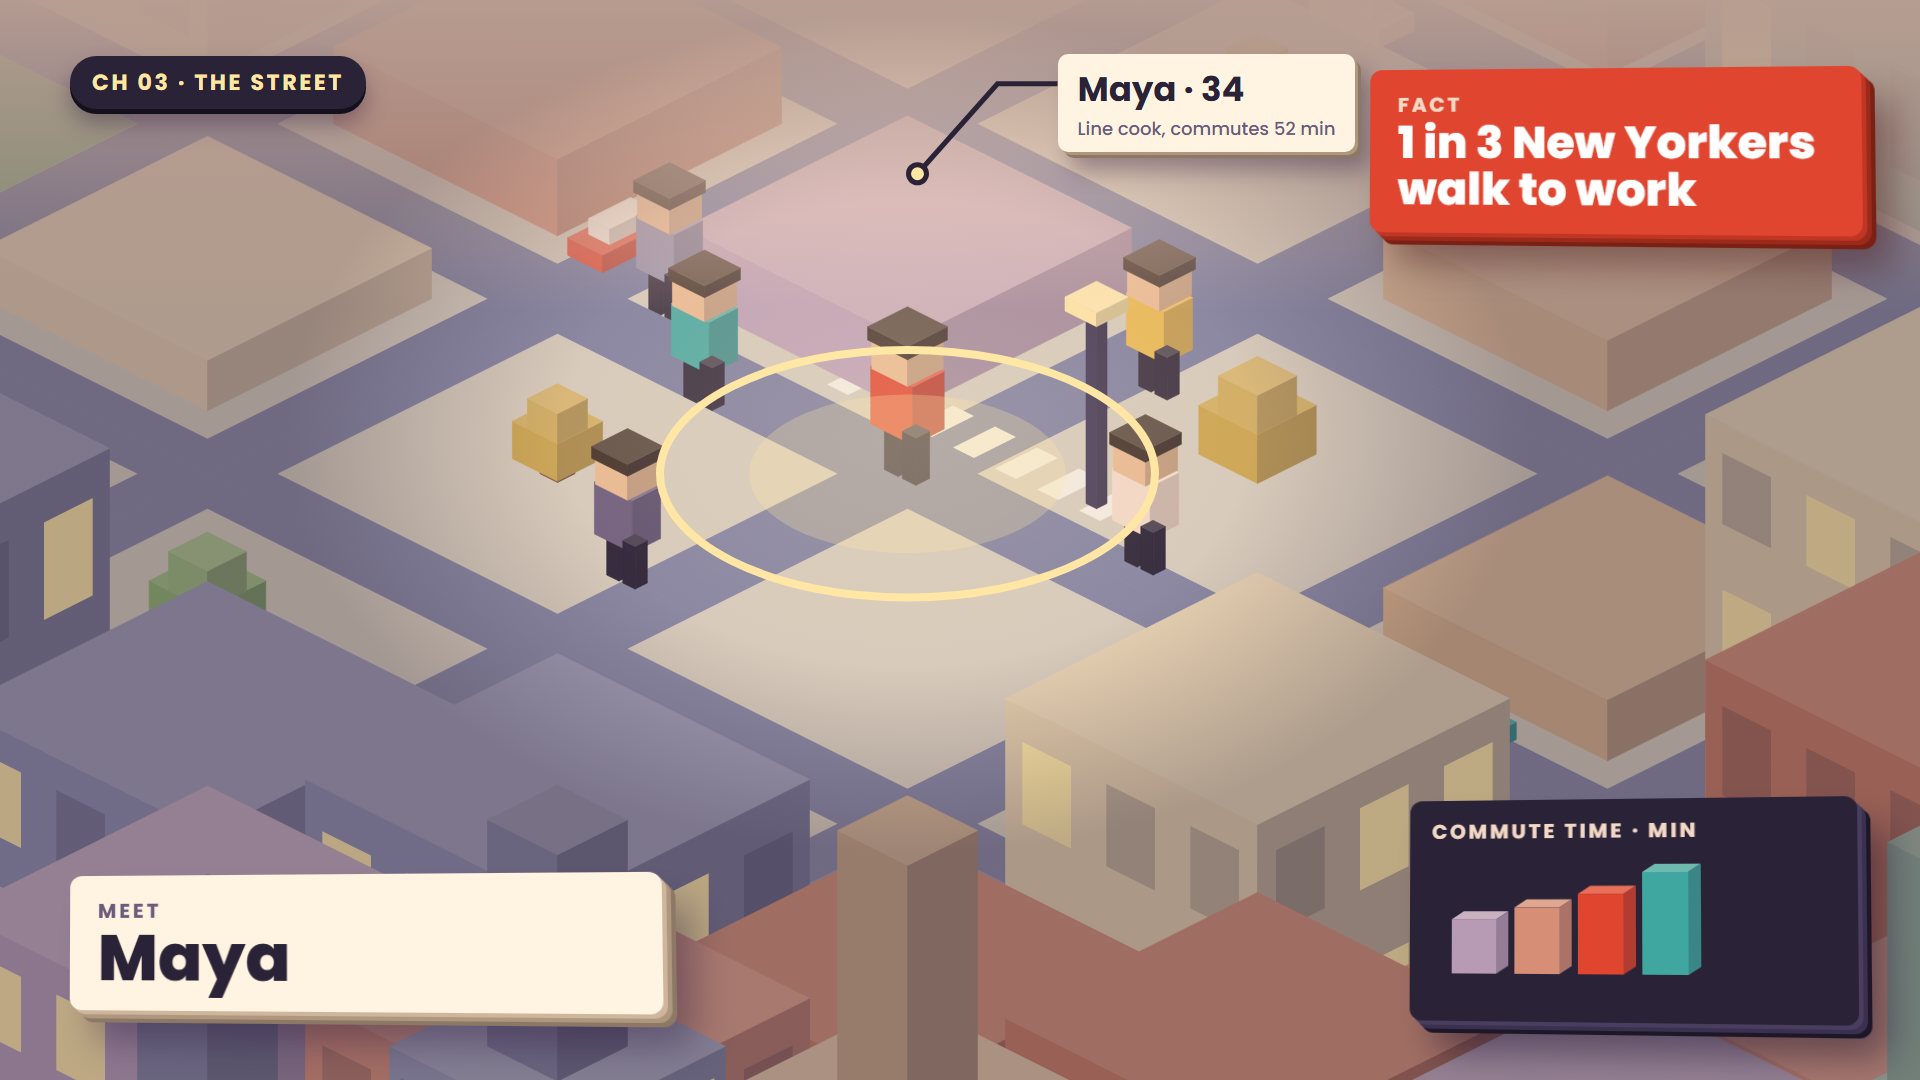 CH 03 · THE STREET
Maya · 34
Line cook, commutes 52 min
FACT
1 in 3 New Yorkers
walk to work
MEET
Maya
COMMUTE TIME · MIN